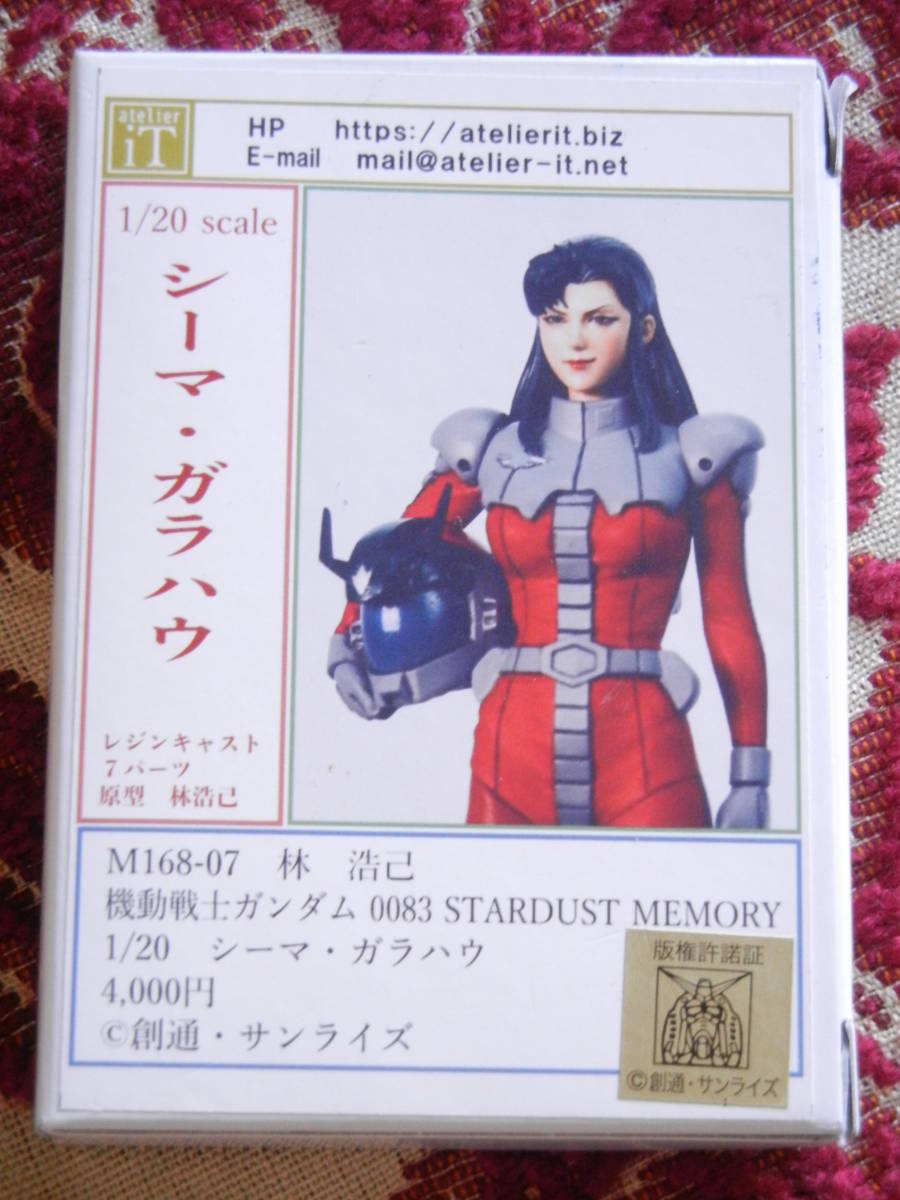 atelier
iT
HP https://atelierit.biz
E-mail mail@atelier-it.net
1/20 scale
シーマ・ガラハウ
レジンキャスト
7パーツ
原型 林浩己
M168-07 林 浩己
機動戦士ガンダム 0083 STARDUST MEMORY
1/20 シーマ・ガラハウ
4,000円
©創通・サンライズ
版権許諾証
©創通・サンライズ